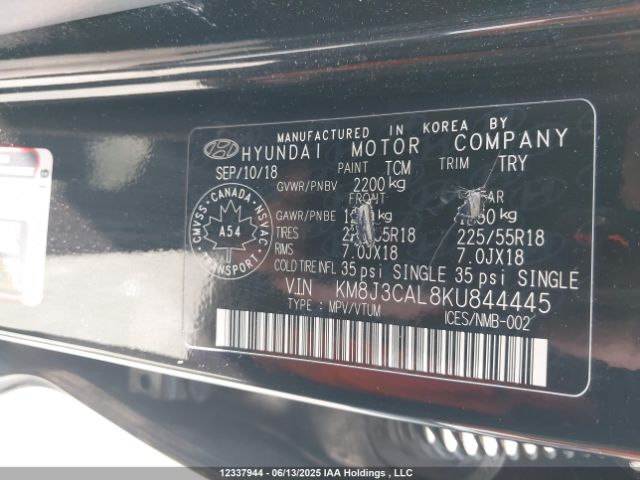 MANUFACTURED IN KOREA BY
HYUNDAI MOTOR COMPANY
SEP/10/18 PAINT TCM TRIM TRY
GVWR/PNBV 2200kg
FRONT
GAWR/PNBE kg kg
TIRES 225/55R18
RIMS 7.0JX18 7.0JX18
COLD TIRE INFL 35 psi SINGLE 35 psi SINGLE
VIN KM8J3CAL8KU844445
TYPE : MPV/VTUM ICES/NMB-002
CMVSS - CANADA - NSVAC
A54
TRANSPORT
12337944 - 06/13/2025 IAA Holdings , LLC